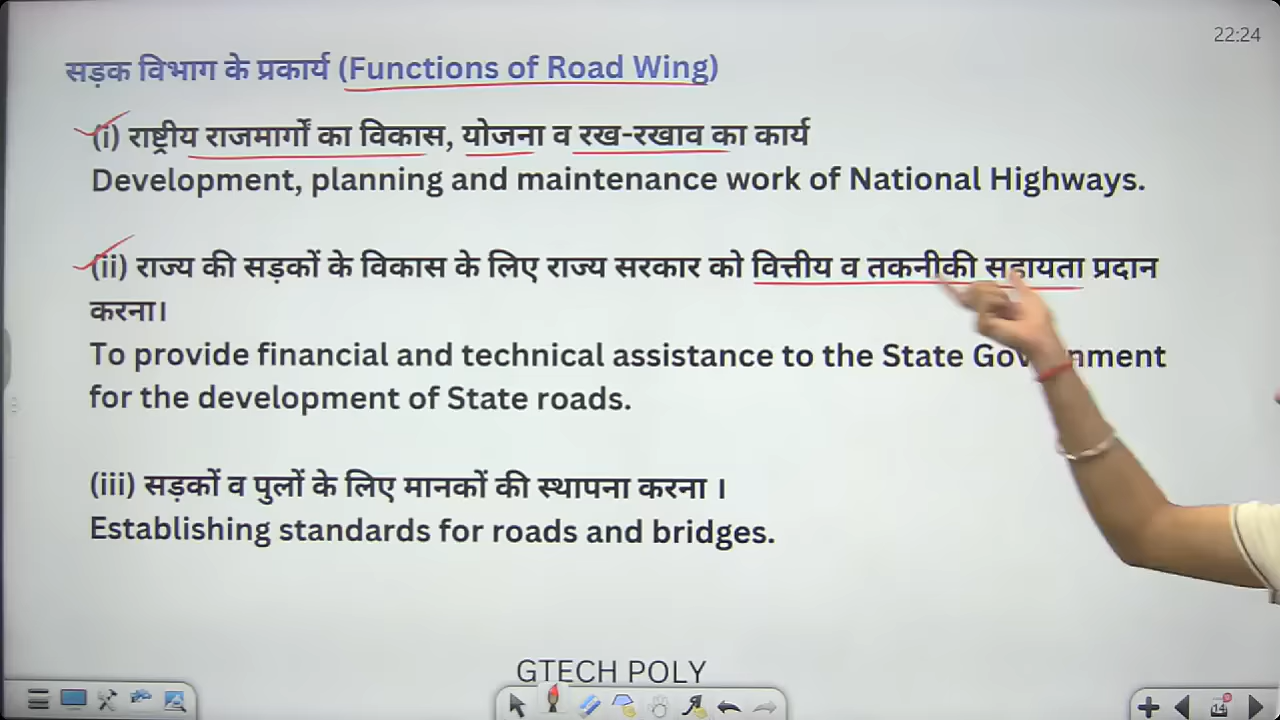 22:24
सड़क विभाग के प्रकार्य (Functions of Road Wing)
(i) राष्ट्रीय राजमार्गों का विकास, योजना व रख-रखाव का कार्य
Development, planning and maintenance work of National Highways.
(ii) राज्य की सड़कों के विकास के लिए राज्य सरकार को वित्तीय व तकनीकी सहायता प्रदान
करना।
To provide financial and technical assistance to the State Government
for the development of State roads.
(iii) सड़कों व पुलों के लिए मानकों की स्थापना करना ।
Establishing standards for roads and bridges.
GTECH POLY
14